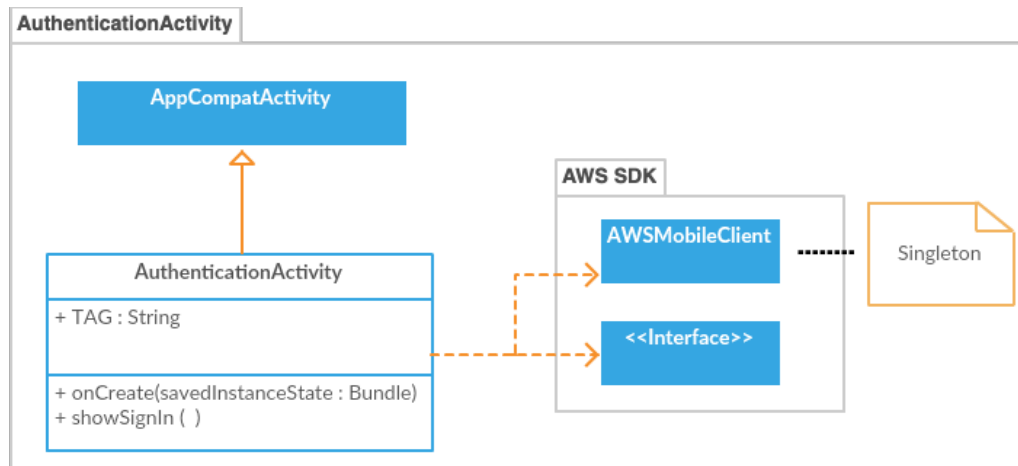 AuthenticationActivity
AppCompatActivity
AuthenticationActivity
+ TAG : String
+ onCreate(savedInstanceState : Bundle)
+ showSignIn ( )
AWS SDK
AWSMobileClient
<<Interface>>
Singleton